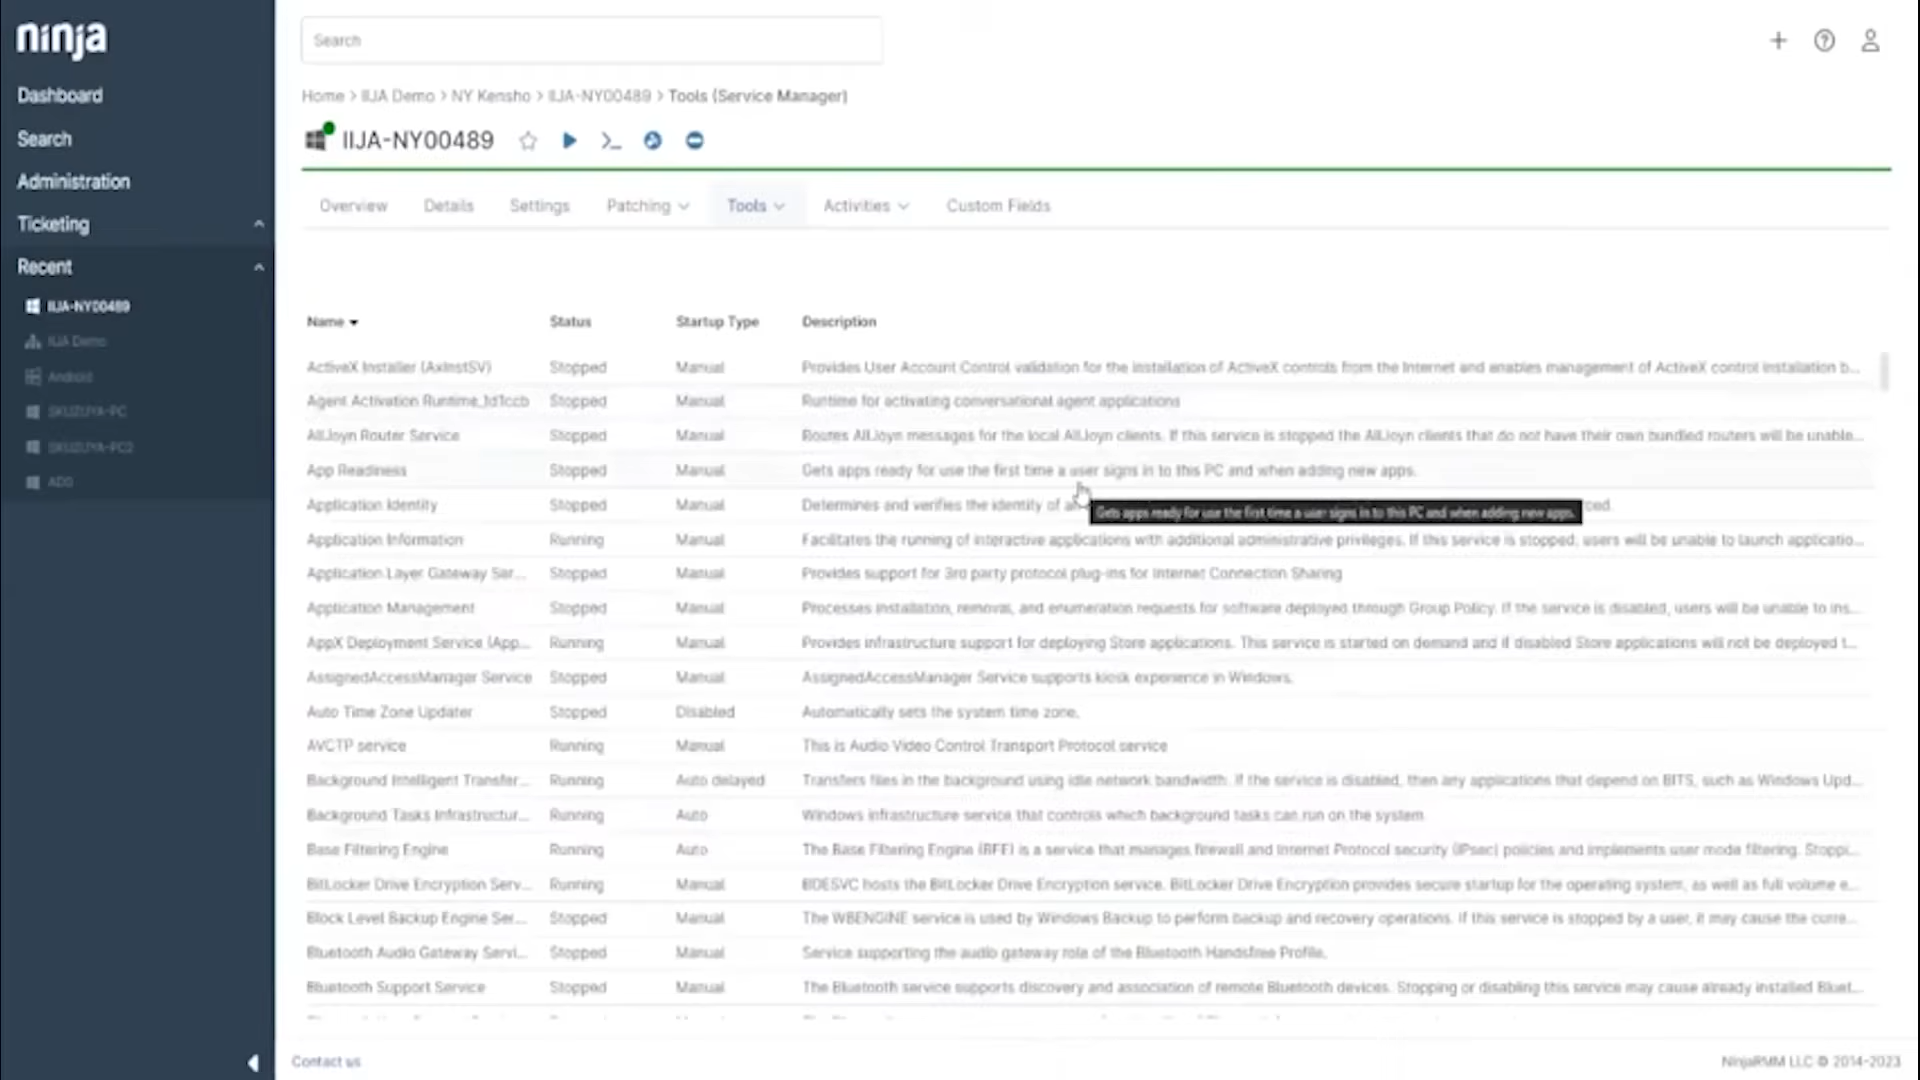 ninja
Search
Dashboard
Search
Administration
Ticketing
Recent
IIJA-NY00489
IIJA Demo
Android
SKUZUYA-PC
SKUZUYA-PC2
Home > IIJA Demo > NY Kensho > IIJA-NY00489 > Tools (Service Manager)
IIJA-NY00489
Overview Details Settings Patching Tools Activities Custom Fields
Name Status Startup Type Description
ActiveX Installer (AxInstSV) Stopped Manual Provides User Account Control validation for the installation of ActiveX controls from the Internet and enables management of ActiveX control installation b...
Agent Activation Runtime_1d1ccb Stopped Manual Runtime for activating conversational agent applications
AllJoyn Router Service Stopped Manual Routes AllJoyn messages for the local AllJoyn clients. If this service is stopped the AllJoyn clients that do not have their own bundled routers will be unable...
App Readiness Stopped Manual Gets apps ready for use the first time a user signs in to this PC and when adding new apps.
Application Identity Stopped Manual Determines and verifies the identity of an
Gets apps ready for use the first time a user signs in to this PC and when adding new apps.
Application Information Running Manual Facilitates the running of interactive applications with additional administrative privileges. If this service is stopped, users will be unable to launch applicatio...
Application Layer Gateway Ser... Stopped Manual Provides support for 3rd party protocol plug-ins for Internet Connection Sharing
Application Management Stopped Manual Processes installation, removal, and enumeration requests for software deployed through Group Policy. If the service is disabled, users will be unable to ins...
AppX Deployment Service (App... Running Manual Provides infrastructure support for deploying Store applications. This service is started on demand and if disabled Store applications will not be deployed t...
AssignedAccessManager Service Stopped Manual AssignedAccessManager Service supports kiosk experience in Windows.
Auto Time Zone Updater Stopped Disabled Automatically sets the system time zone.
AVCTP service Running Manual This is Audio Video Control Transport Protocol service
Background Intelligent Transfer... Running Auto delayed Transfers files in the background using idle network bandwidth. If the service is disabled, then any applications that depend on BITS, such as Windows Upd...
Background Tasks Infrastructur... Running Auto Windows infrastructure service that controls which background tasks can run on the system
Base Filtering Engine Running Auto The Base Filtering Engine (BFE) is a service that manages firewall and Internet Protocol security (IPsec) policies and implements user mode filtering. Stoppi...
BitLocker Drive Encryption Serv... Running Manual BDESVC hosts the BitLocker Drive Encryption service. BitLocker Drive Encryption provides secure startup for the operating system, as well as full volume e...
Block Level Backup Engine Ser... Stopped Manual The WBENGINE service is used by Windows Backup to perform backup and recovery operations. If this service is stopped by a user, it may cause the curre...
Bluetooth Audio Gateway Servi... Stopped Manual Service supporting the audio gateway role of the Bluetooth Handsfree Profile.
Bluetooth Support Service Stopped Manual The Bluetooth service supports discovery and association of remote Bluetooth devices. Stopping or disabling this service may cause already installed Bluet...
Contact us
NinjaRMM LLC © 2014-2023